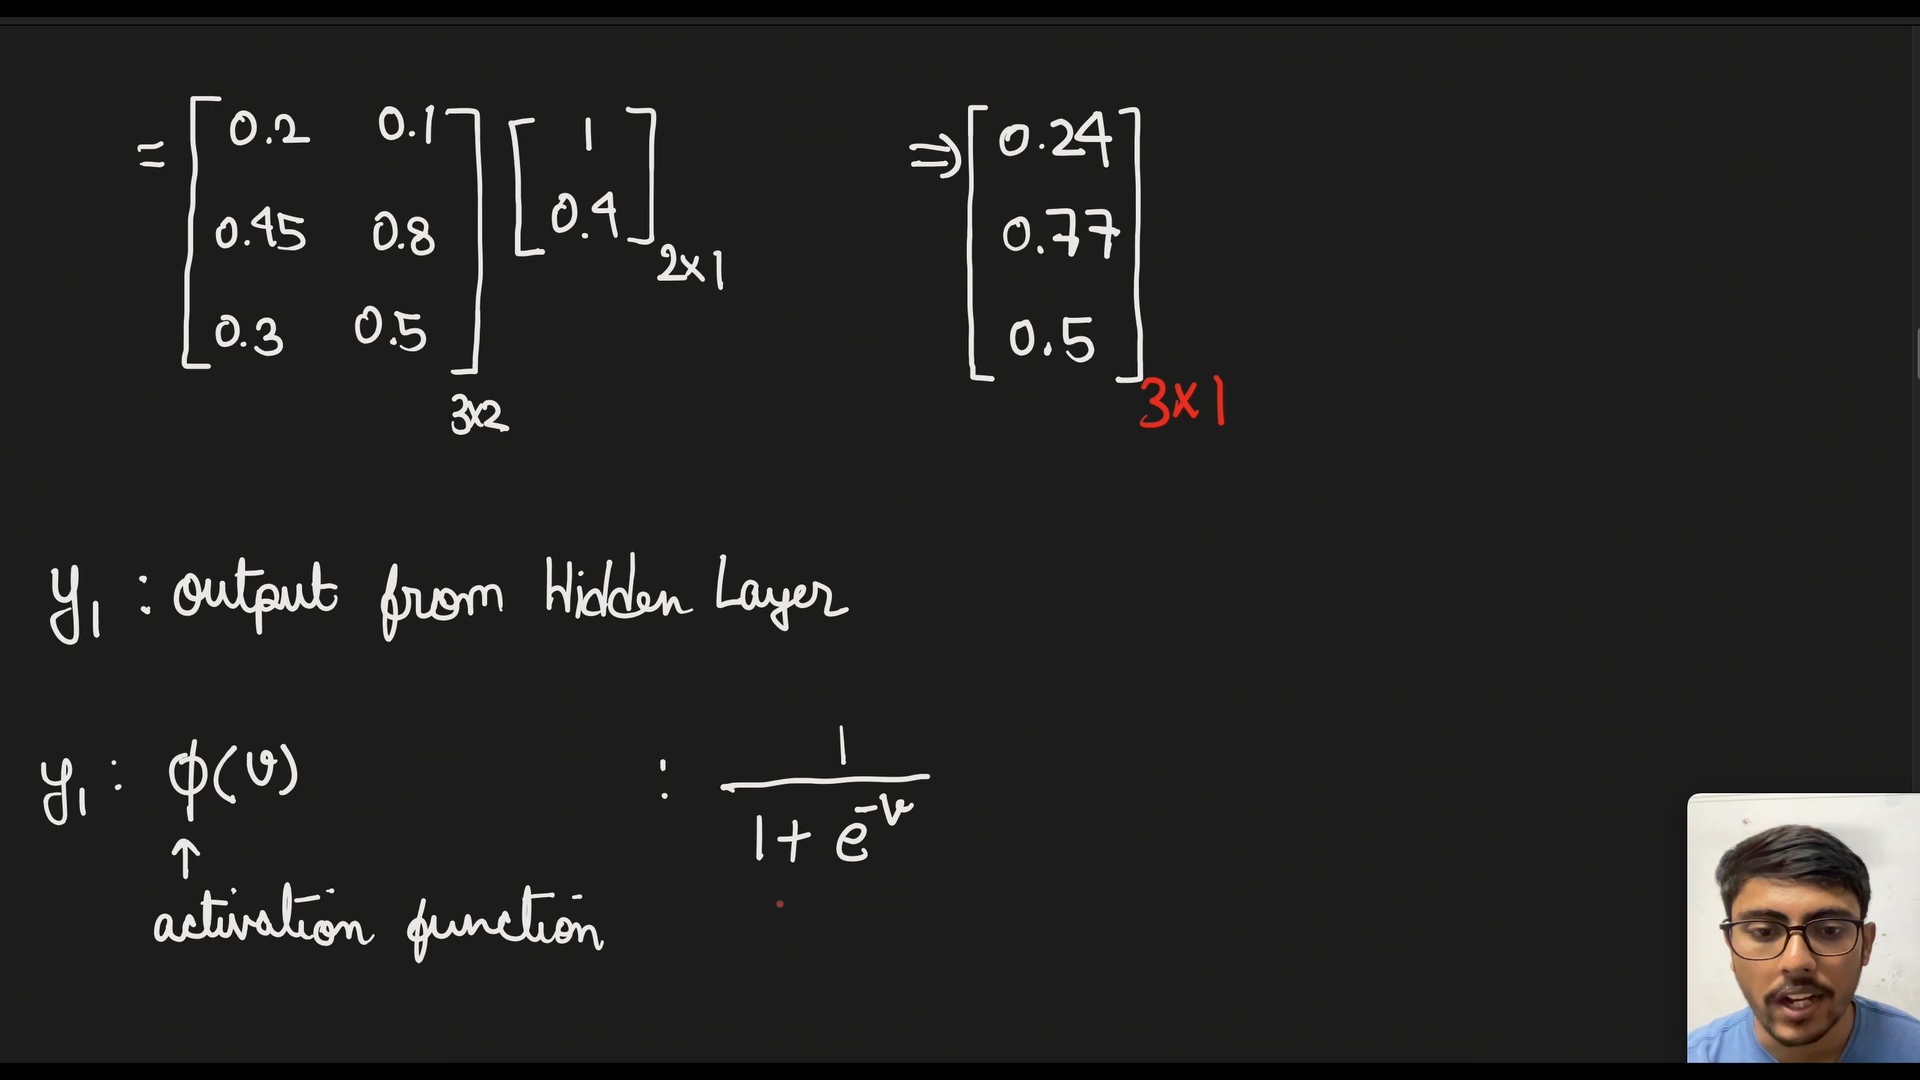 = [0.2 0.1 [1 ⇒ [0.24
0.45 0.8 0.4] 2x1 0.77
0.3 0.5] 3x2 0.5] 3x1
y₁ : output from Hidden Layer
y₁ : ϕ(v) : 1
1 + e⁻ᵛ
↑
activation function